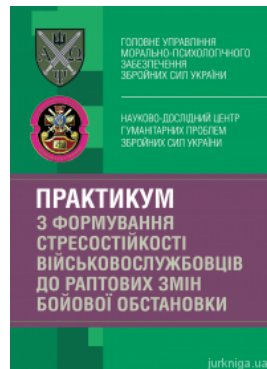 ГОЛОВНЕ УПРАВЛІННЯ
МОРАЛЬНО-ПСИХОЛОГІЧНОГО
ЗАБЕЗПЕЧЕННЯ
ЗБРОЙНИХ СИЛ УКРАЇНИ
НАУКОВО-ДОСЛІДНИЙ ЦЕНТР
ГУМАНІТАРНИХ ПРОБЛЕМ
ЗБРОЙНИХ СИЛ УКРАЇНИ
ПРАКТИКУМ
З ФОРМУВАННЯ
СТРЕСОСТІЙКОСТІ
ВІЙСЬКОВОСЛУЖБОВЦІВ
ДО РАПТОВИХ ЗМІН
БОЙОВОЇ ОБСТАНОВКИ
jurkniga.ua